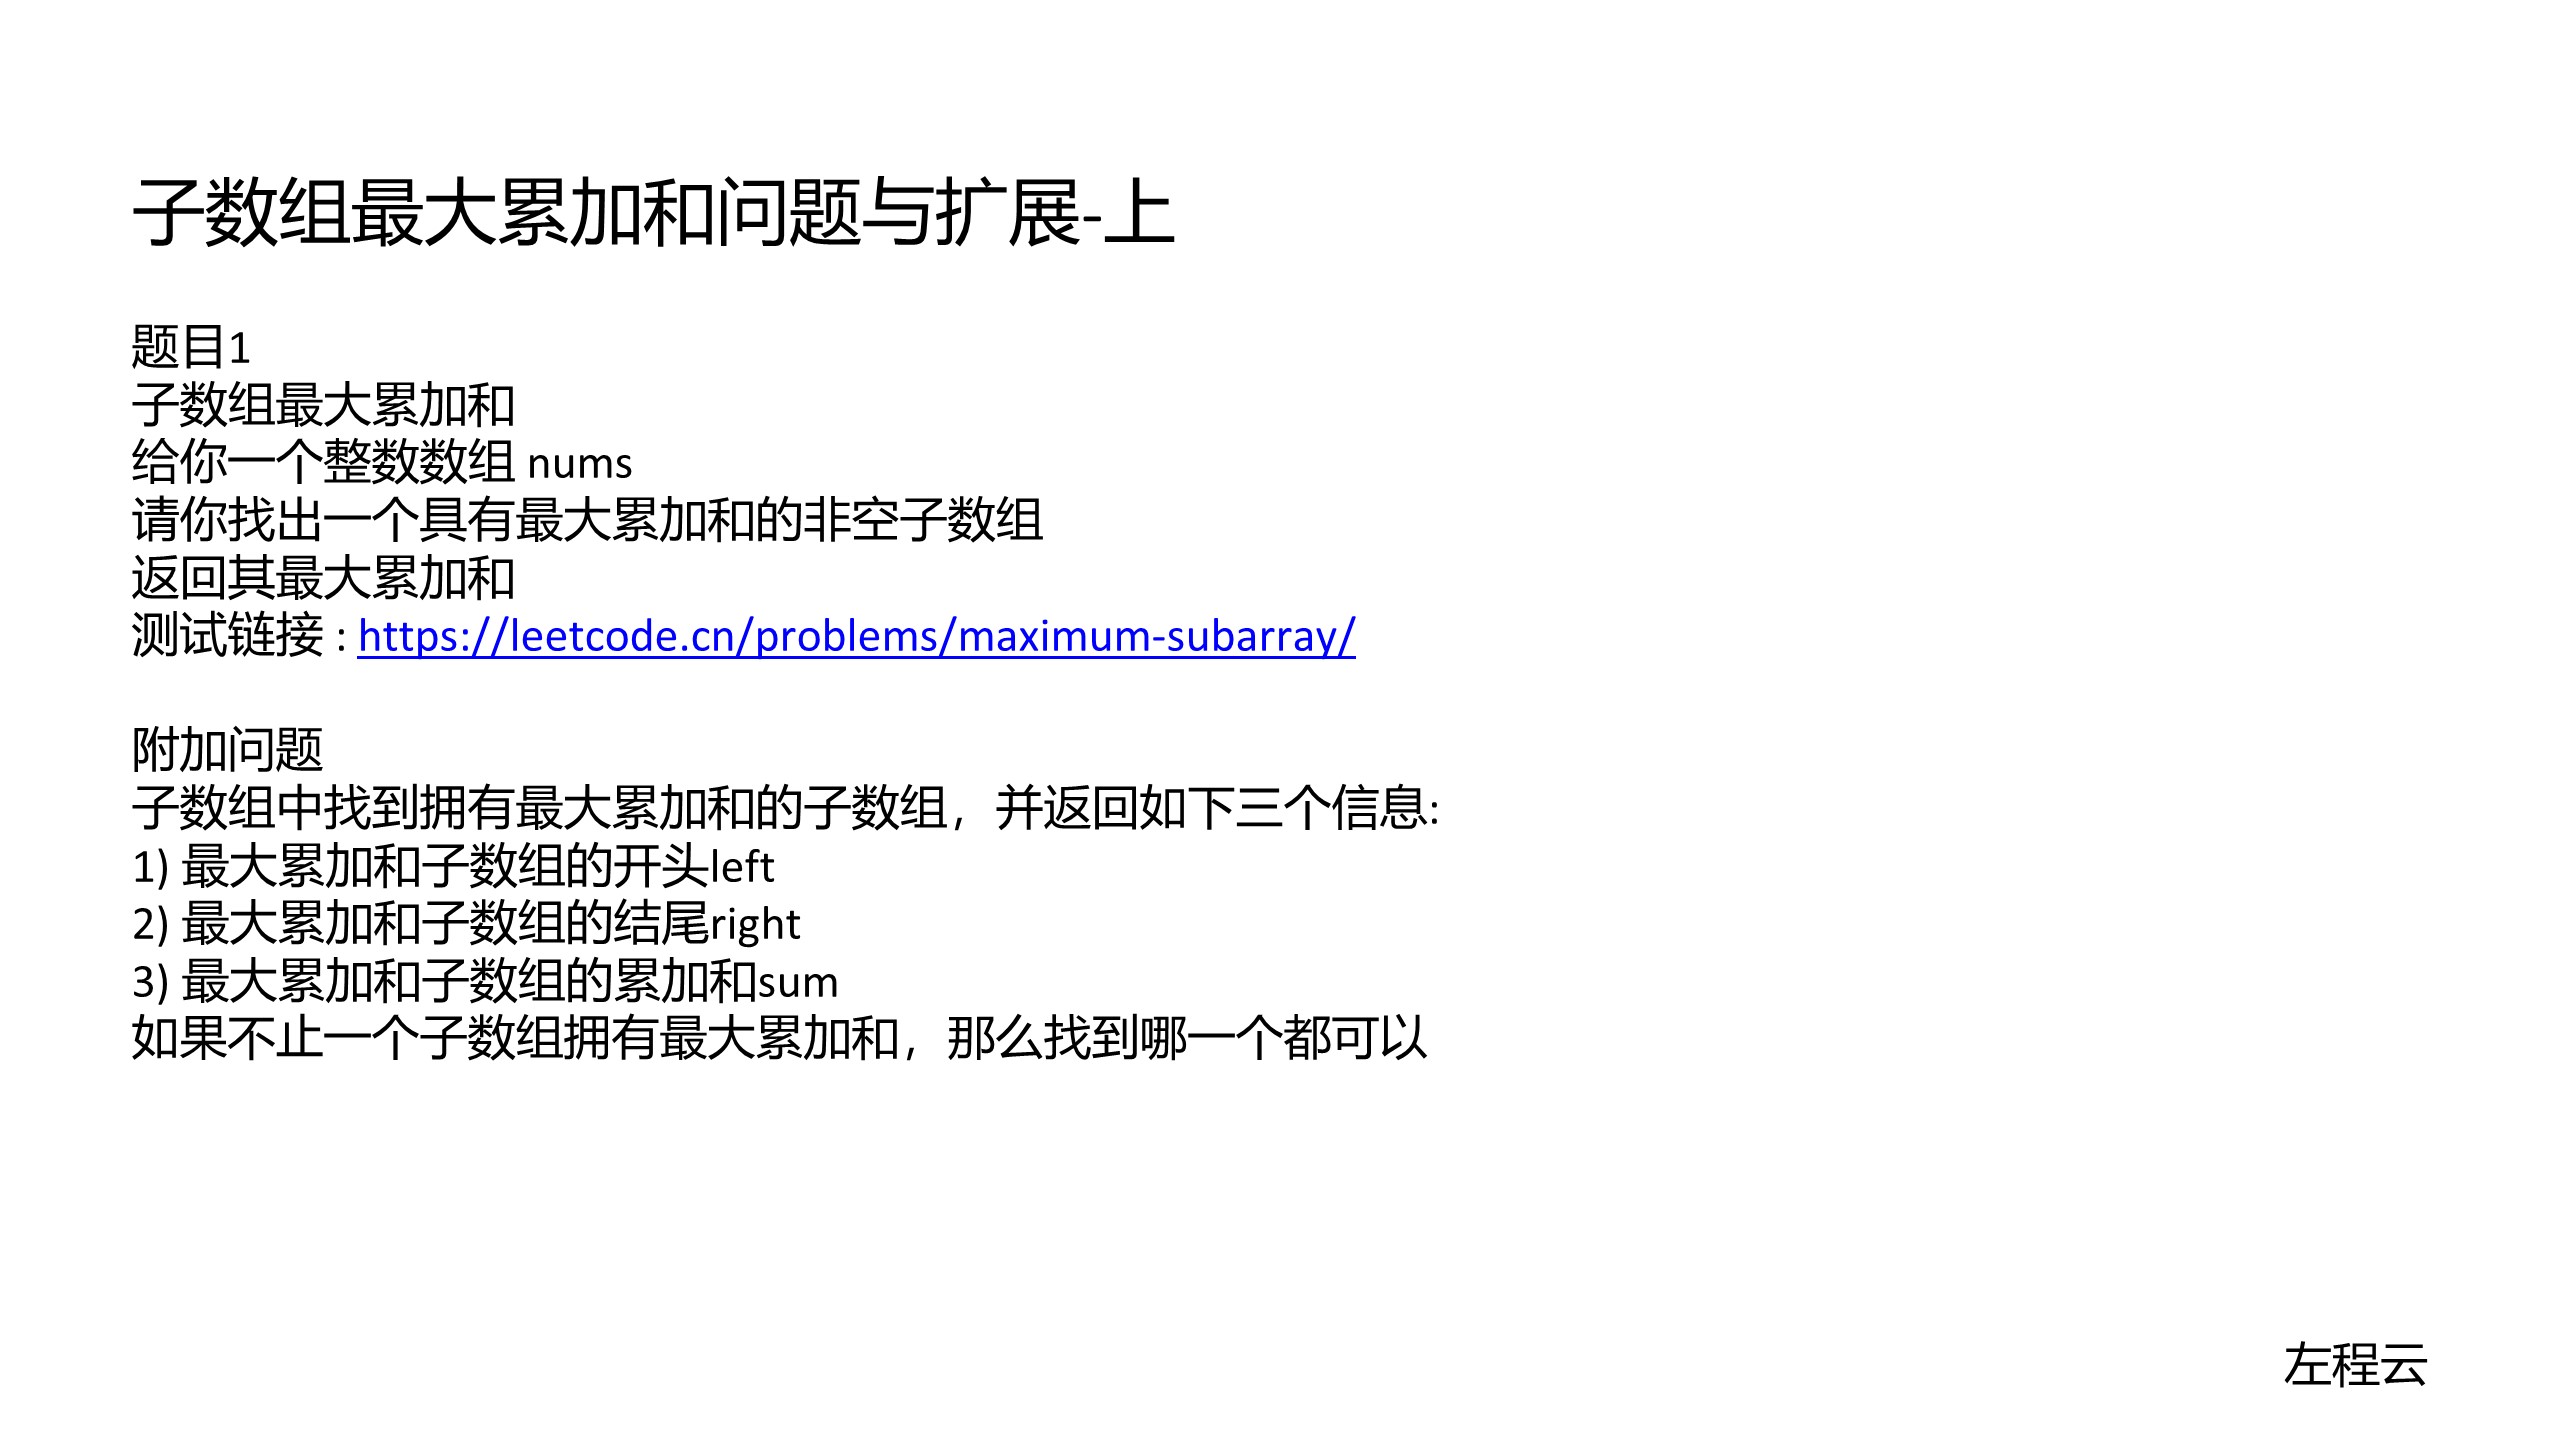 子数组最大累加和问题与扩展-上
题目1
子数组最大累加和
给你一个整数数组 nums
请你找出一个具有最大累加和的非空子数组
返回其最大累加和
测试链接 : https://leetcode.cn/problems/maximum-subarray/
附加问题
子数组中找到拥有最大累加和的子数组，并返回如下三个信息:
1) 最大累加和子数组的开头left
2) 最大累加和子数组的结尾right
3) 最大累加和子数组的累加和sum
如果不止一个子数组拥有最大累加和，那么找到哪一个都可以
左程云